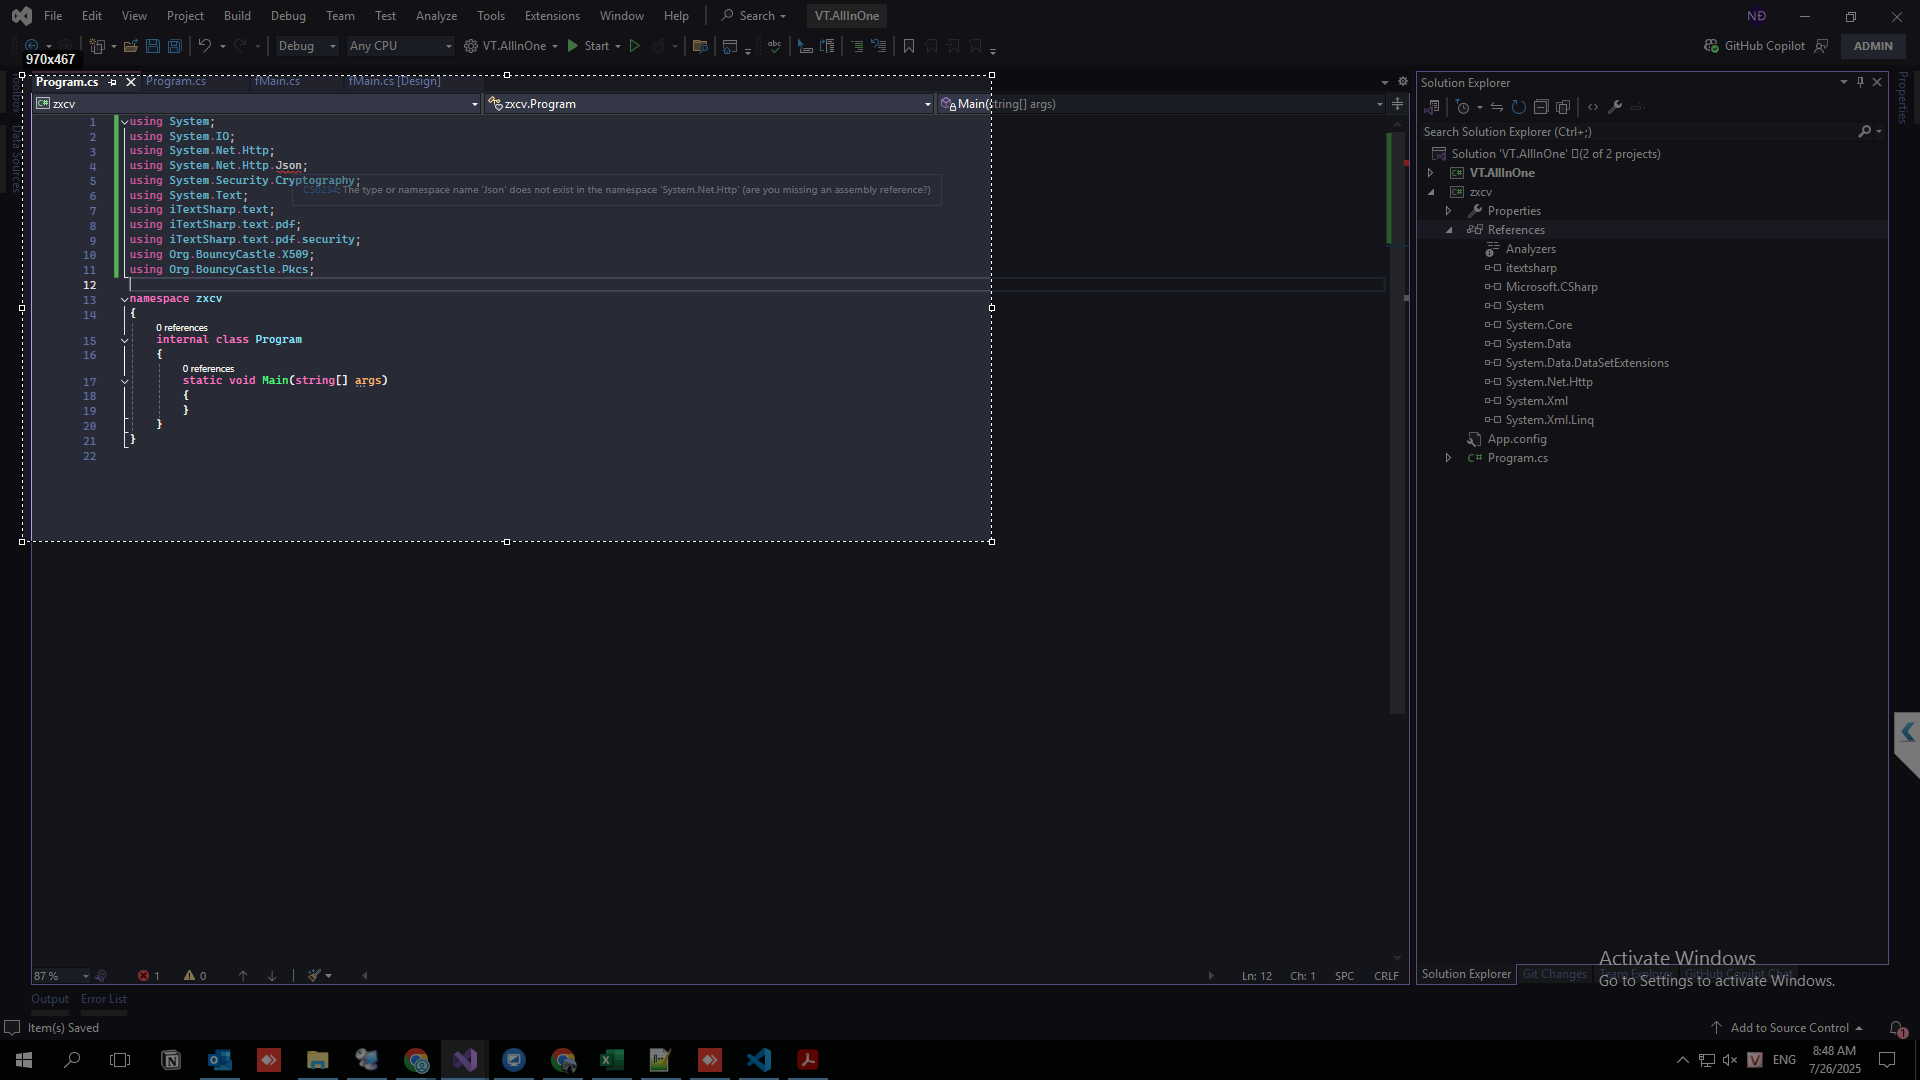 File Edit View Project Build Debug Team Test Analyze Tools Extensions Window Help Search VT.AllInOne NĐ
Debug Any CPU VT.AllInOne Start GitHub Copilot ADMIN
970x467
Program.cs Program.cs fMain.cs fMain.cs [Design]
zxcv zxcv.Program Main(string[] args)
1 using System;
2 using System.IO;
3 using System.Net.Http;
4 using System.Net.Http.Json;
5 using System.Security.Cryptography;
CS0234: The type or namespace name 'Json' does not exist in the namespace 'System.Net.Http' (are you missing an assembly reference?)
6 using System.Text;
7 using iTextSharp.text;
8 using iTextSharp.text.pdf;
9 using iTextSharp.text.pdf.security;
10 using Org.BouncyCastle.X509;
11 using Org.BouncyCastle.Pkcs;
12
13 namespace zxcv
14 {
0 references
15 internal class Program
16 {
0 references
17 static void Main(string[] args)
18 {
19 }
20 }
21 }
22
87 % 1 0 Ln: 12 Ch: 1 SPC CRLF
Output Error List
Item(s) Saved
Toolbox
Data Sources
Solution Explorer
Search Solution Explorer (Ctrl+;)
Solution 'VT.AllInOne' (2 of 2 projects)
VT.AllInOne
zxcv
Properties
References
Analyzers
itextsharp
Microsoft.CSharp
System
System.Core
System.Data
System.Data.DataSetExtensions
System.Net.Http
System.Xml
System.Xml.Linq
App.config
Program.cs
Properties
Activate Windows
Go to Settings to activate Windows.
Solution Explorer Git Changes Team Explorer GitHub Copilot Chat
Add to Source Control 1
ENG
8:48 AM
7/26/2025